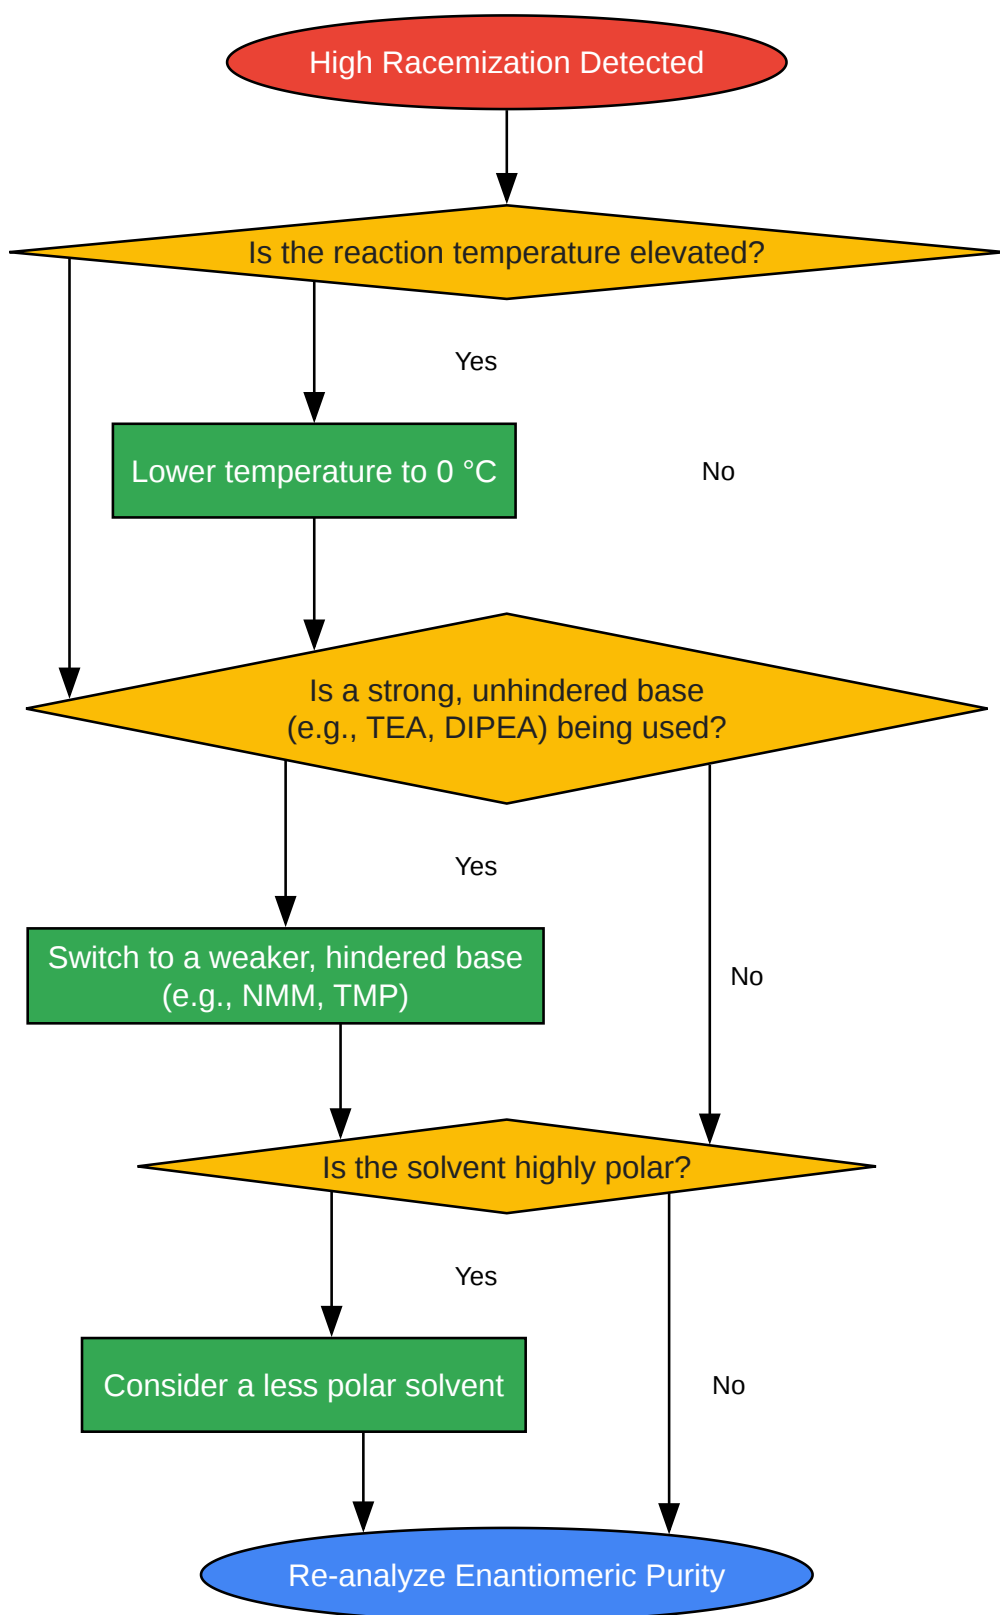 High Racemization Detected
Is the reaction temperature elevated?
Yes
Lower temperature to 0 °C
No
Is a strong, unhindered base
(e.g., TEA, DIPEA) being used?
Yes
Switch to a weaker, hindered base
(e.g., NMM, TMP)
No
Is the solvent highly polar?
Yes
Consider a less polar solvent
No
Re-analyze Enantiomeric Purity